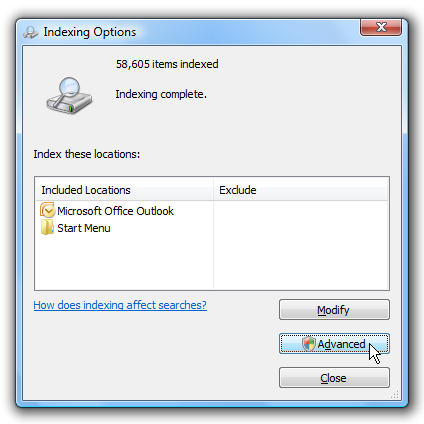 Indexing Options
58,605 items indexed
Indexing complete.
Index these locations:
Included Locations Exclude
Microsoft Office Outlook
Start Menu
How does indexing affect searches?
Modify
Advanced
Close